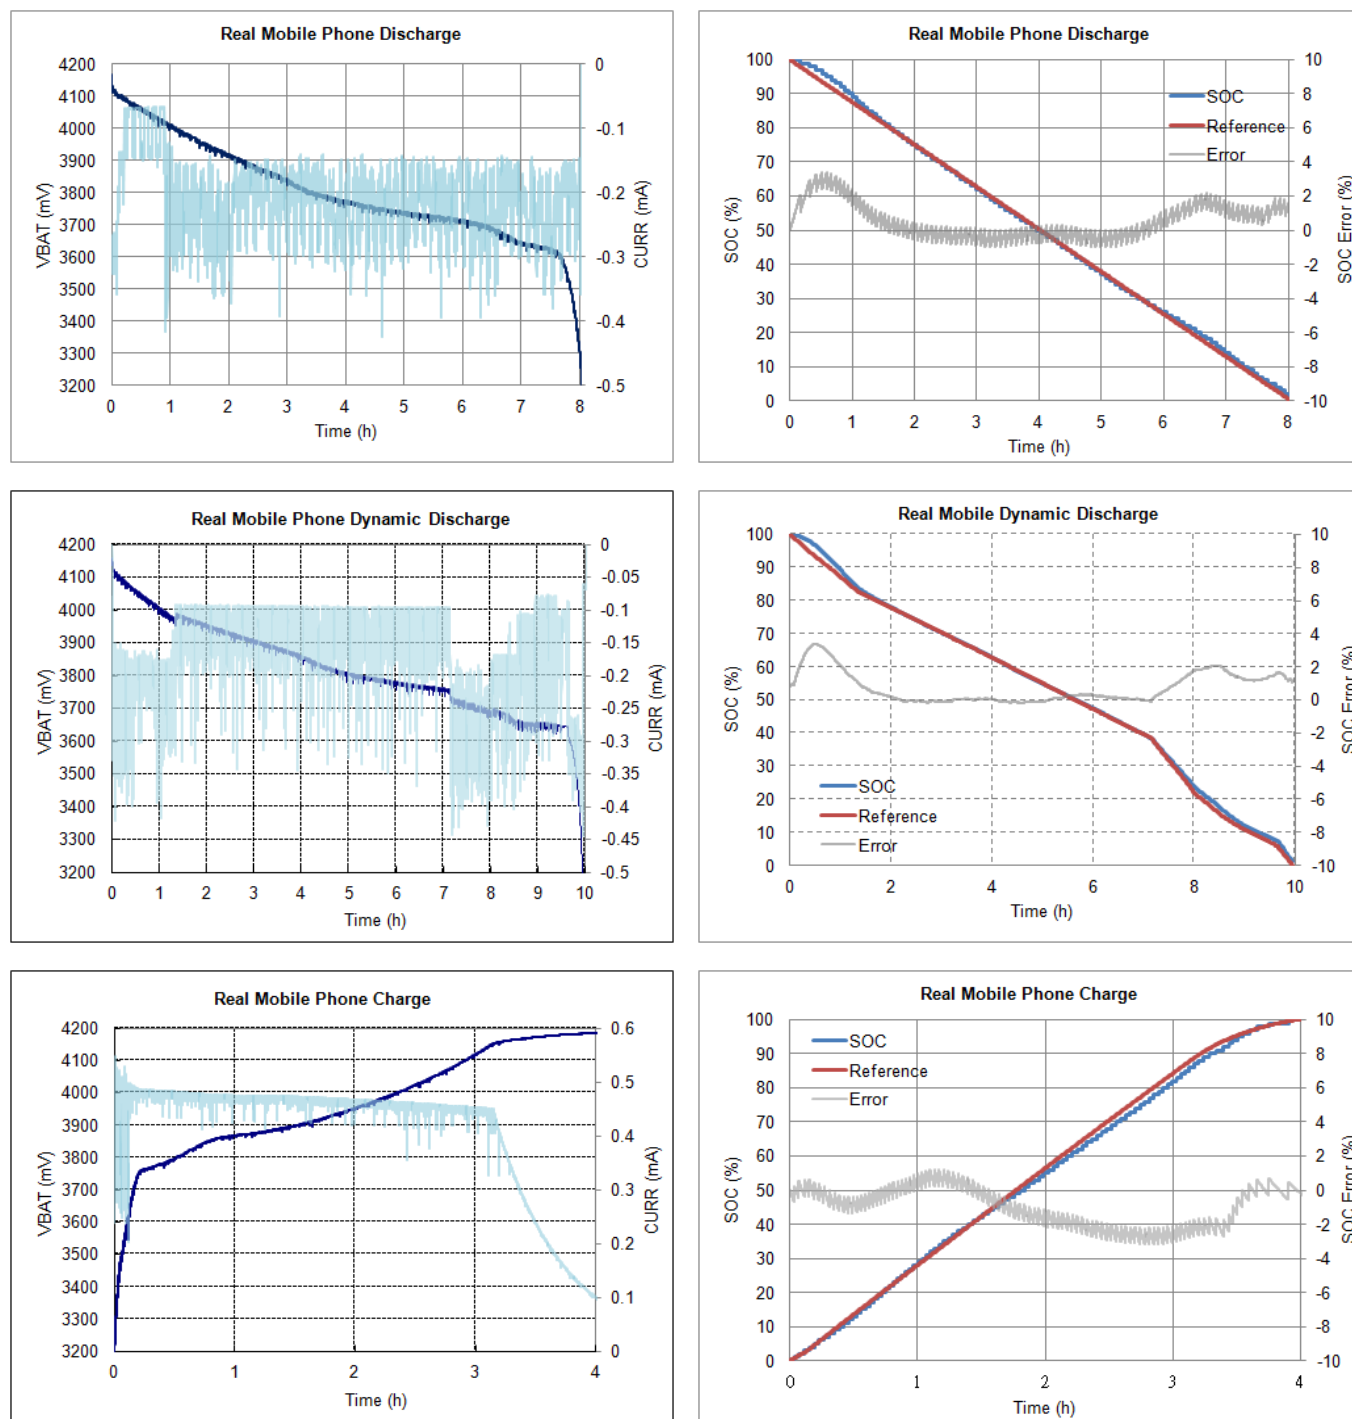 Real Mobile Phone Discharge
4200 4100 4000 3900 3800 3700 3600 3500 3400 3300 3200
VBAT (mV)
0 -0.1 -0.2 -0.3 -0.4 -0.5
CURR (mA)
0 1 2 3 4 5 6 7 8
Time (h)
Real Mobile Phone Discharge
100 90 80 70 60 50 40 30 20 10 0
SOC (%)
SOC
Reference
Error
10 8 6 4 2 0 -2 -4 -6 -8 -10
SOC Error (%)
0 1 2 3 4 5 6 7 8
Time (h)
Real Mobile Phone Dynamic Discharge
4200 4100 4000 3900 3800 3700 3600 3500 3400 3300 3200
VBAT (mV)
0 -0.05 -0.1 -0.15 -0.2 -0.25 -0.3 -0.35 -0.4 -0.45 -0.5
CURR (mA)
0 1 2 3 4 5 6 7 8 9 10
Time (h)
Real Mobile Dynamic Discharge
100 90 80 70 60 50 40 30 20 10 0
SOC (%)
SOC
Reference
Error
10 8 6 4 2 0 -2 -4 -6 -8 -10
SOC Error (%)
0 2 4 6 8 10
Time (h)
Real Mobile Phone Charge
4200 4100 4000 3900 3800 3700 3600 3500 3400 3300 3200
VBAT (mV)
0.6 0.5 0.4 0.3 0.2 0.1 0
CURR (mA)
0 1 2 3 4
Time (h)
Real Mobile Phone Charge
100 90 80 70 60 50 40 30 20 10 0
SOC (%)
SOC
Reference
Error
10 8 6 4 2 0 -2 -4 -6 -8 -10
SOC Error (%)
0 1 2 3 4
Time (h)